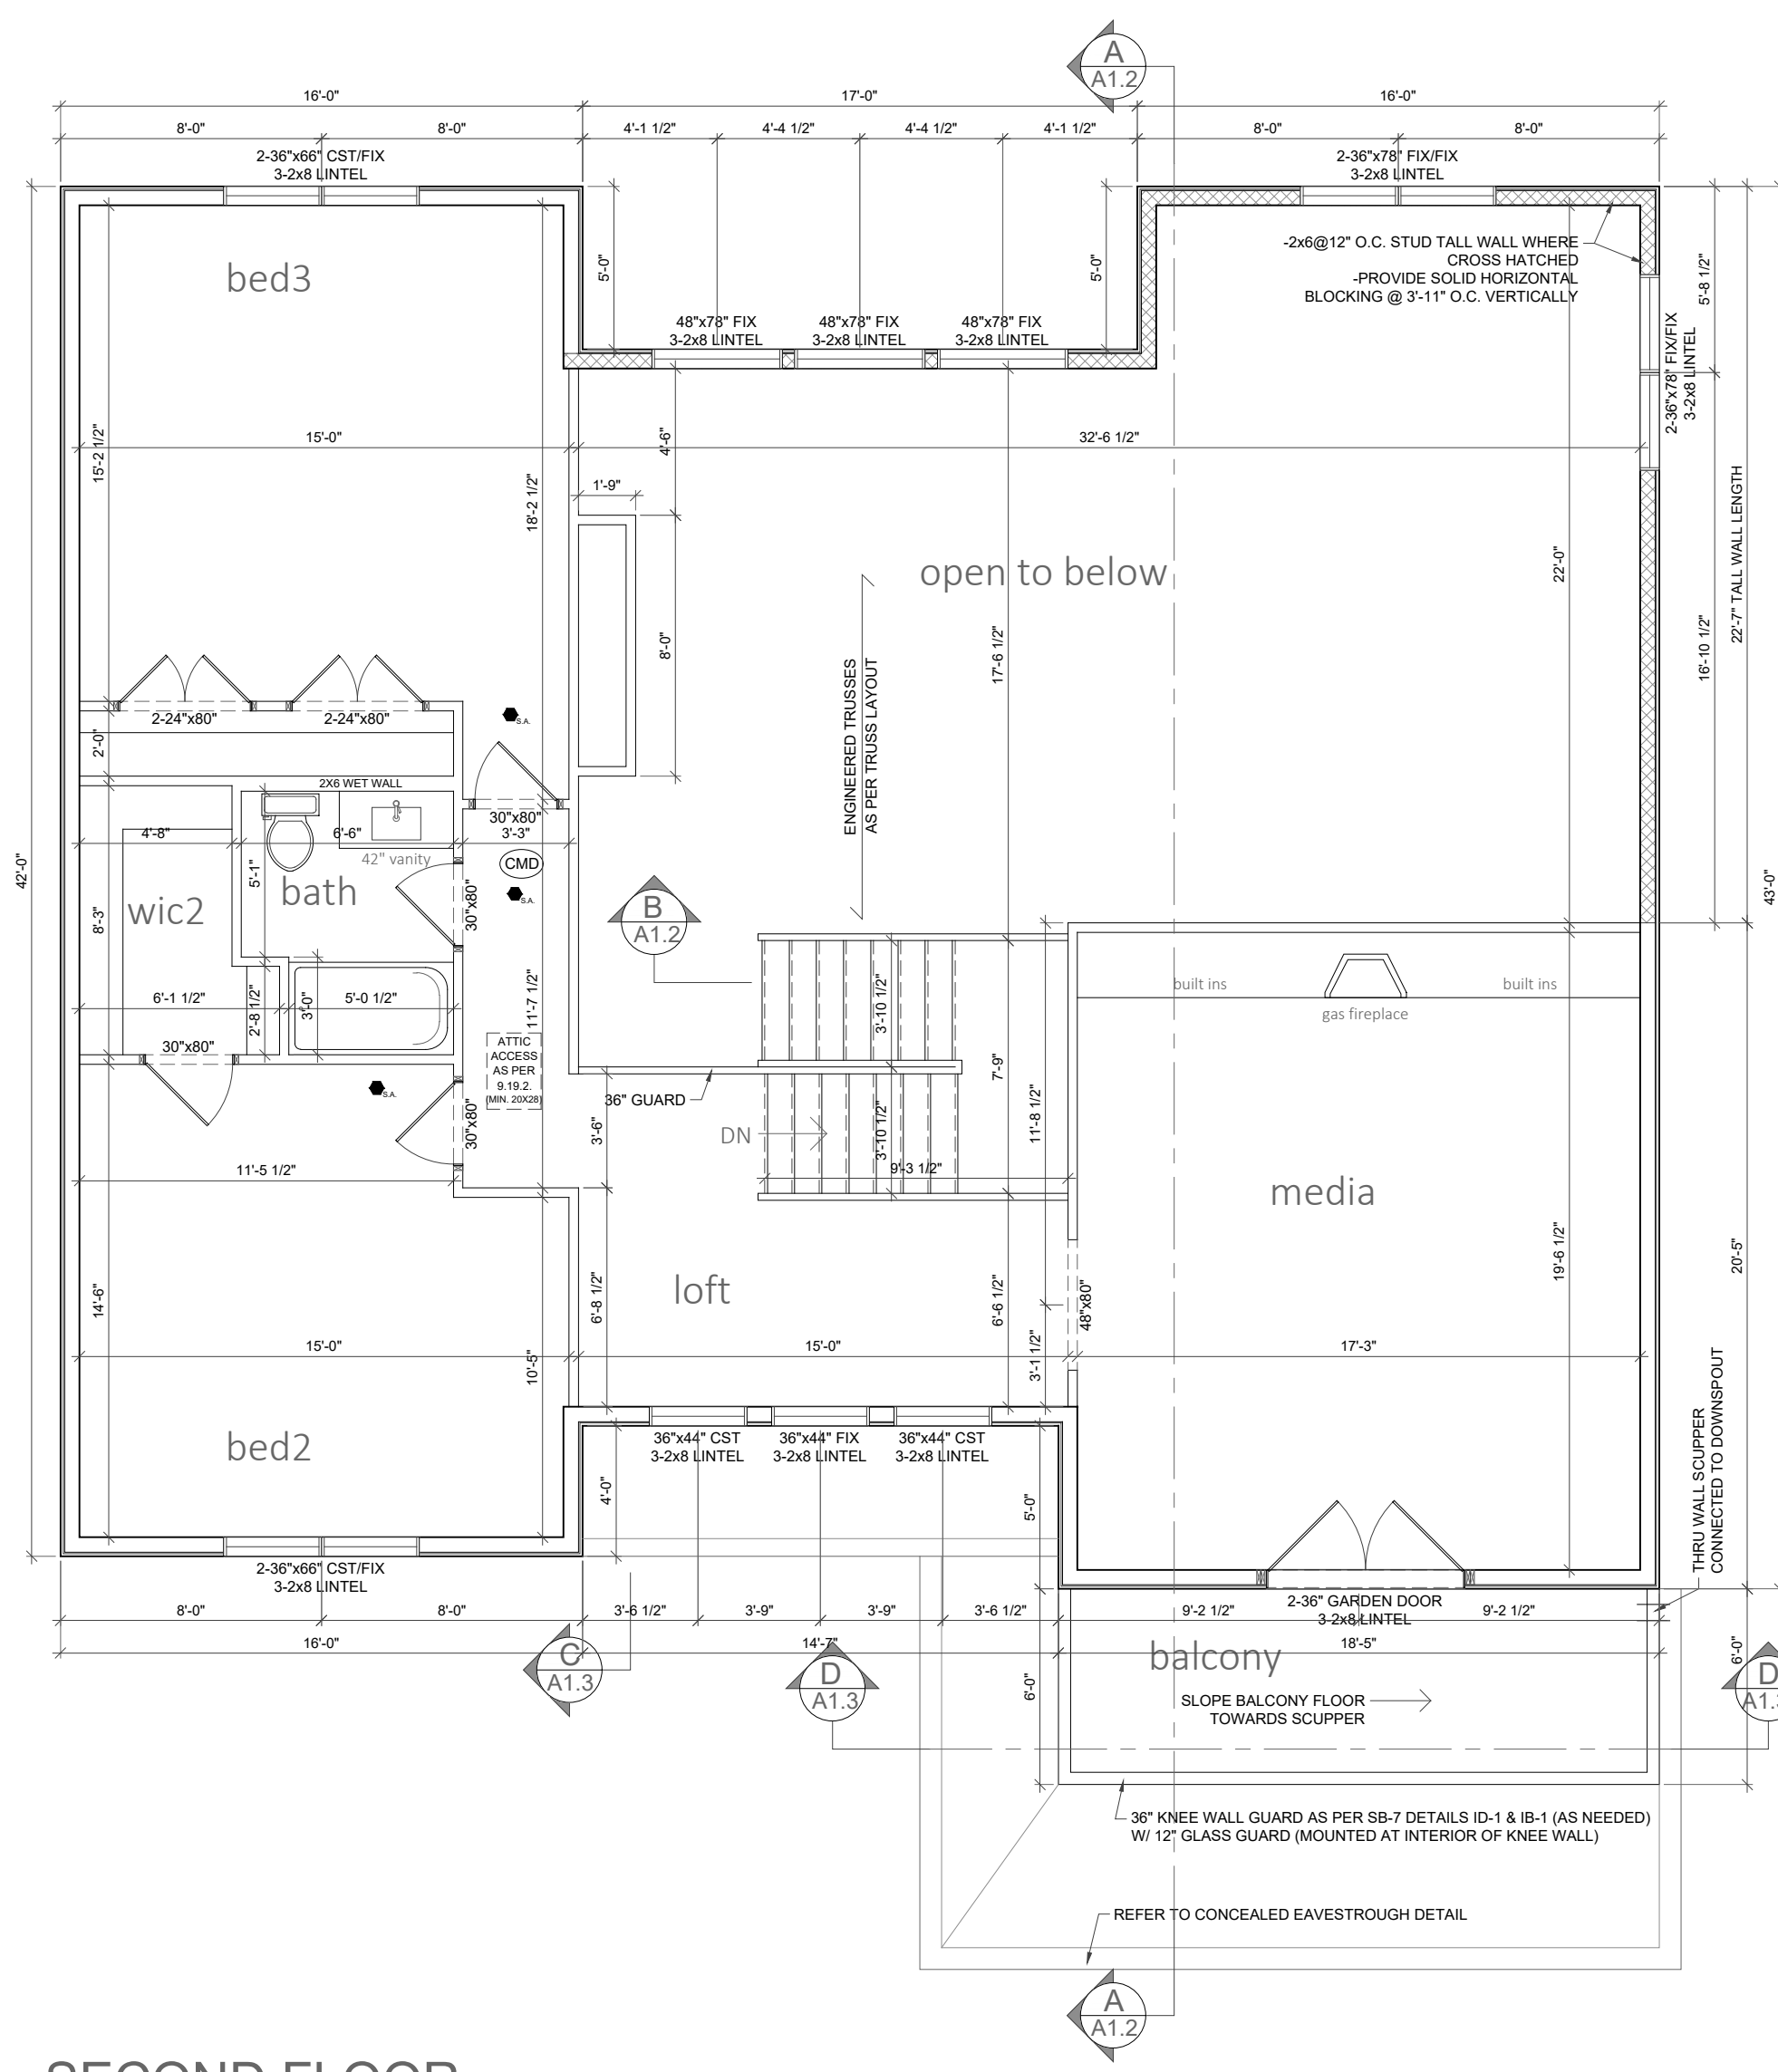 A
A1.2
16'-0"
17'-0"
16'-0"
8'-0"
8'-0"
4'-1 1/2"
4'-4 1/2"
4'-4 1/2"
4'-1 1/2"
8'-0"
8'-0"
2-36"x66" CST/FIX
3-2x8 LINTEL
2-36"x78" FIX/FIX
3-2x8 LINTEL
-2x6@12" O.C. STUD TALL WALL WHERE
CROSS HATCHED
-PROVIDE SOLID HORIZONTAL
BLOCKING @ 3'-11" O.C. VERTICALLY
bed3
5'-0"
5'-0"
5'-8 1/2"
48"x78" FIX
3-2x8 LINTEL
48"x78" FIX
3-2x8 LINTEL
48"x78" FIX
3-2x8 LINTEL
2-36"x78" FIX/FIX
3-2x8 LINTEL
15'-2 1/2"
15'-0"
4'-6"
32'-6 1/2"
18'-2 1/2"
1'-9"
22'-7" TALL WALL LENGTH
open to below
22'-0"
8'-0"
17'-6 1/2"
16'-10 1/2"
ENGINEERED TRUSSES
AS PER TRUSS LAYOUT
2-24"x80"
2-24"x80"
S.A.
2'-0"
2X6 WET WALL
30"x80"
4'-8"
6'-6"
3'-3"
42" vanity
CMD
42'-0"
43'-0"
5'-1"
bath
30"x80"
S.A.
wic2
8'-3"
B
A1.2
6'-1 1/2"
2'-8 1/2"
3'-0"
5'-0 1/2"
11'-7 1/2"
3'-10 1/2"
built ins
built ins
gas fireplace
30"x80"
ATTIC
ACCESS
AS PER
9.19.2.
(MIN. 20X28)
7'-9"
S.A.
30"x80"
36" GUARD
3'-6"
DN
3'-10 1/2"
11'-8 1/2"
11'-5 1/2"
9'-3 1/2"
media
14'-6"
loft
6'-8 1/2"
6'-6 1/2"
48"x80"
19'-6 1/2"
20'-5"
15'-0"
10'-5"
15'-0"
3'-1 1/2"
17'-3"
bed2
36"x44" CST
3-2x8 LINTEL
36"x44" FIX
3-2x8 LINTEL
36"x44" CST
3-2x8 LINTEL
THRU WALL SCUPPER
CONNECTED TO DOWNSPOUT
4'-0"
5'-0"
2-36"x66" CST/FIX
3-2x8 LINTEL
2-36" GARDEN DOOR
3-2x8 LINTEL
8'-0"
8'-0"
3'-6 1/2"
3'-9"
3'-9"
3'-6 1/2"
9'-2 1/2"
9'-2 1/2"
16'-0"
14'-7"
18'-5"
balcony
6'-0"
6'-0"
C
A1.3
D
A1.3
D
SLOPE BALCONY FLOOR
TOWARDS SCUPPER
36" KNEE WALL GUARD AS PER SB-7 DETAILS ID-1 & IB-1 (AS NEEDED)
W/ 12" GLASS GUARD (MOUNTED AT INTERIOR OF KNEE WALL)
REFER TO CONCEALED EAVESTROUGH DETAIL
A
A1.2
SECOND FLOOR